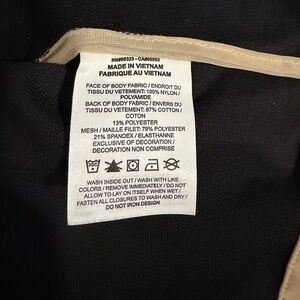 RN#56323 - CA#05553
MADE IN VIETNAM
FABRIQUE AU VIETNAM
FACE OF BODY FABRIC / ENDROIT DU
TISSU DU VETEMENT: 100% NYLON /
POLYAMIDE
BACK OF BODY FABRIC / ENVERS DU
TISSU DU VETEMENT: 87% COTTON /
COTON
13% POLYESTER
MESH / MAILLE FILET: 79% POLYESTER
21% SPANDEX / ELASTHANNE
EXCLUSIVE OF DECORATION /
DECORATION NON COMPRISE
WASH INSIDE OUT / WASH WITH LIKE
COLORS / REMOVE IMMEDIATELY / DO NOT
ALLOW TO LAY ON ITSELF WHEN WET /
FASTEN ALL CLOSURES TO WASH AND DRY /
DO NOT IRON DESIGN